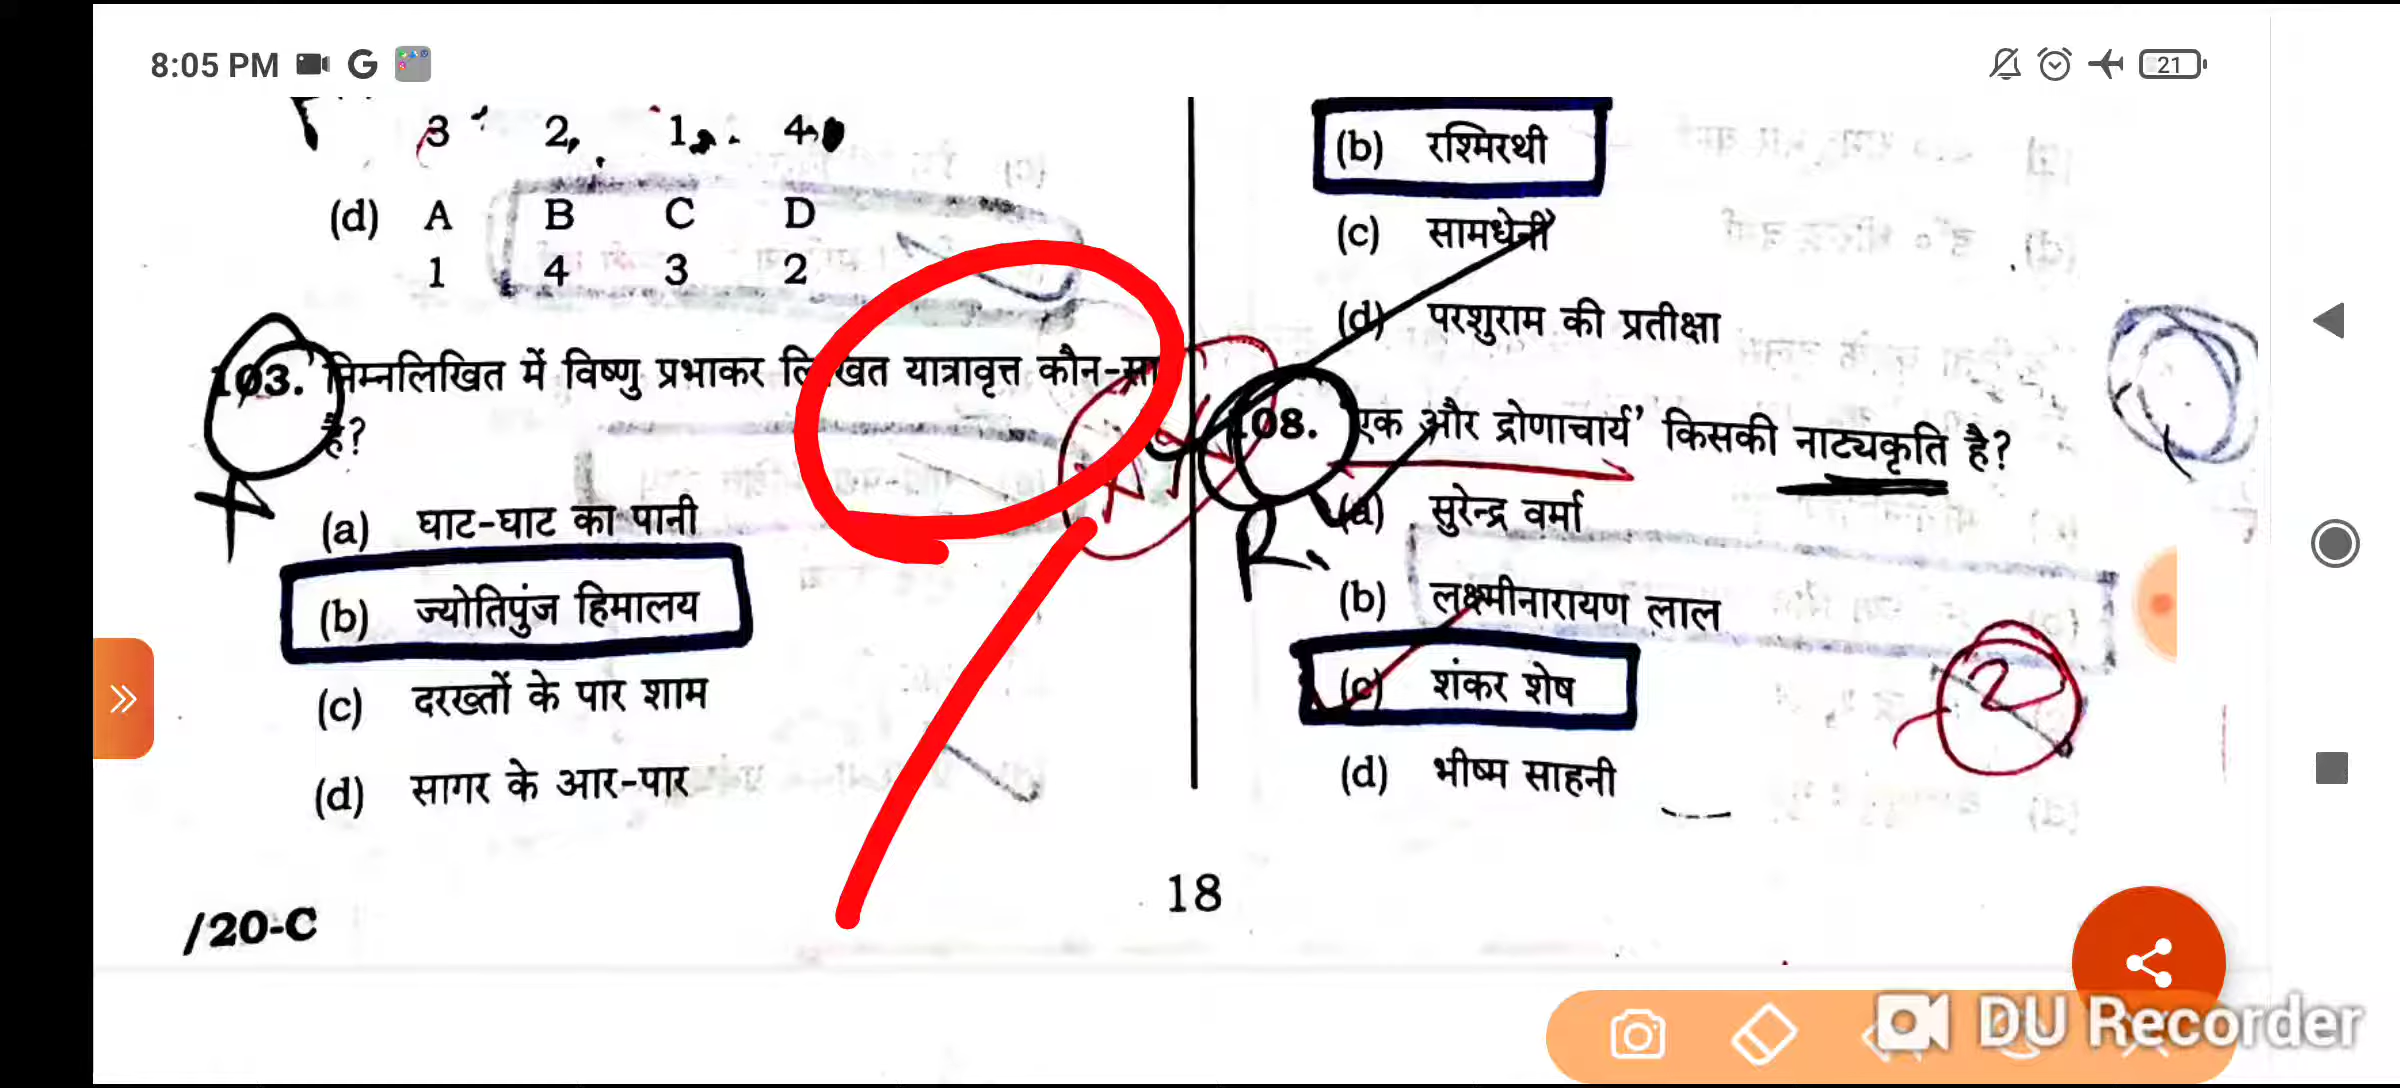 8:05 PM
21
3 2, 1, 4
(d) A B C D
1 4 3 2
103. निम्नलिखित में विष्णु प्रभाकर लिखित यात्रावृत्त कौन-सा
है?
(a) घाट-घाट का पानी
(b) ज्योतिपुंज हिमालय
(c) दरख्तों के पार शाम
(d) सागर के आर-पार
/20-C
(b) रश्मिरथी
(c) सामधेनी
(d) परशुराम की प्रतीक्षा
108. 'एक और द्रोणाचार्य' किसकी नाट्यकृति है?
(a) सुरेन्द्र वर्मा
(b) लक्ष्मीनारायण लाल
(c) शंकर शेष
(d) भीष्म साहनी
2
18
DU Recorder